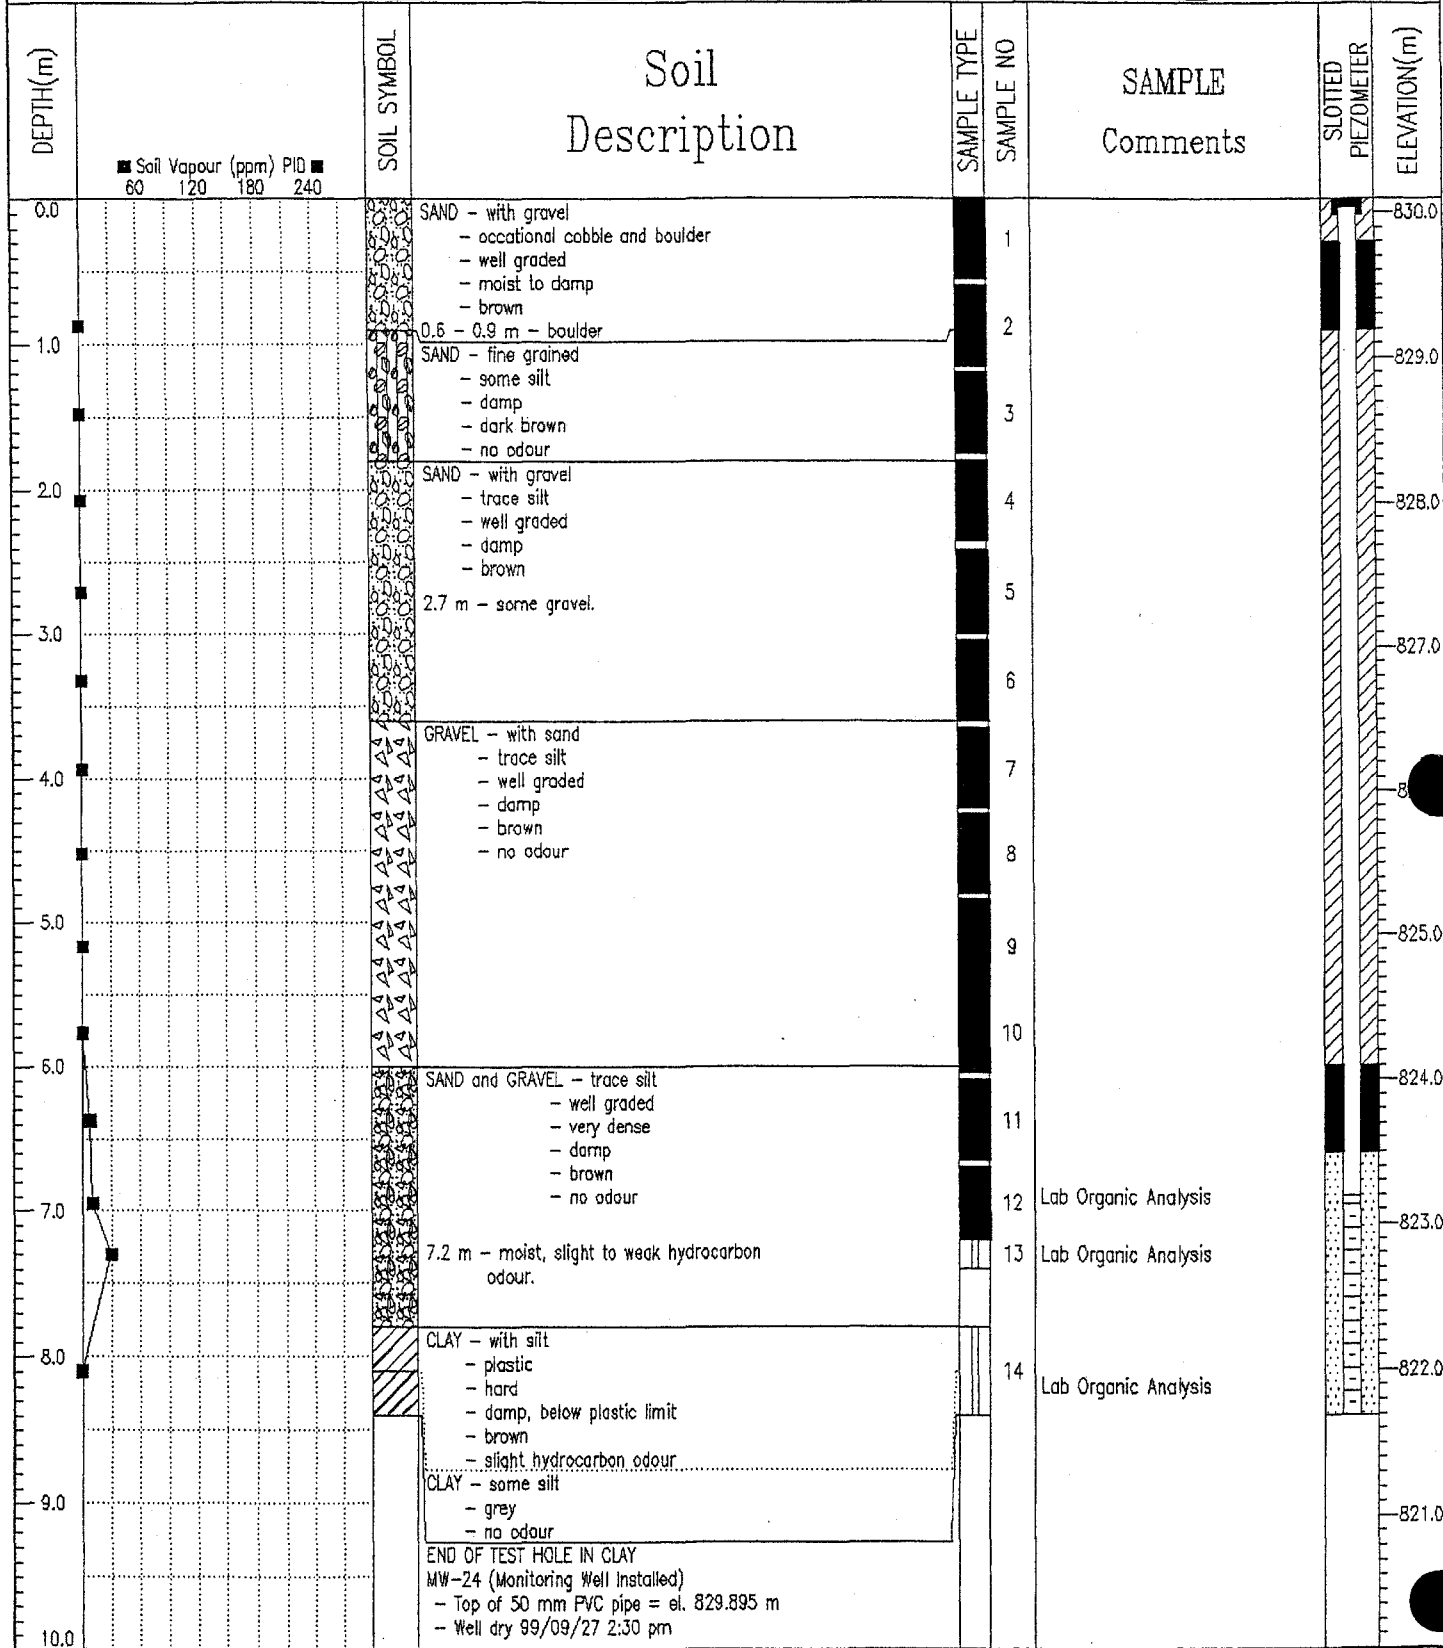 DEPTH(m)
■ Soil Vapour (ppm) PID ■
60 120 180 240
SOIL SYMBOL
Soil
Description
SAMPLE TYPE
SAMPLE NO
SAMPLE
Comments
SLOTTED
PIEZOMETER
ELEVATION(m)
0.0
1.0
2.0
3.0
4.0
5.0
6.0
7.0
8.0
9.0
10.0
SAND - with gravel
- occational cobble and boulder
- well graded
- moist to damp
- brown
0.6 - 0.9 m - boulder
SAND - fine grained
- some silt
- damp
- dark brown
- no odour
SAND - with gravel
- trace silt
- well graded
- damp
- brown
2.7 m - some gravel.
GRAVEL - with sand
- trace silt
- well graded
- damp
- brown
- no odour
SAND and GRAVEL - trace silt
- well graded
- very dense
- damp
- brown
- no odour
7.2 m - moist, slight to weak hydrocarbon
odour.
CLAY - with silt
- plastic
- hard
- damp, below plastic limit
- brown
- slight hydrocarbon odour
CLAY - some silt
- grey
- no odour
END OF TEST HOLE IN CLAY
MW-24 (Monitoring Well Installed)
- Top of 50 mm PVC pipe = el. 829.895 m
- Well dry 99/09/27 2:30 pm
1
2
3
4
5
6
7
8
9
10
11
12
13
14
Lab Organic Analysis
Lab Organic Analysis
Lab Organic Analysis
830.0
829.0
828.0
827.0
825.0
824.0
823.0
822.0
821.0